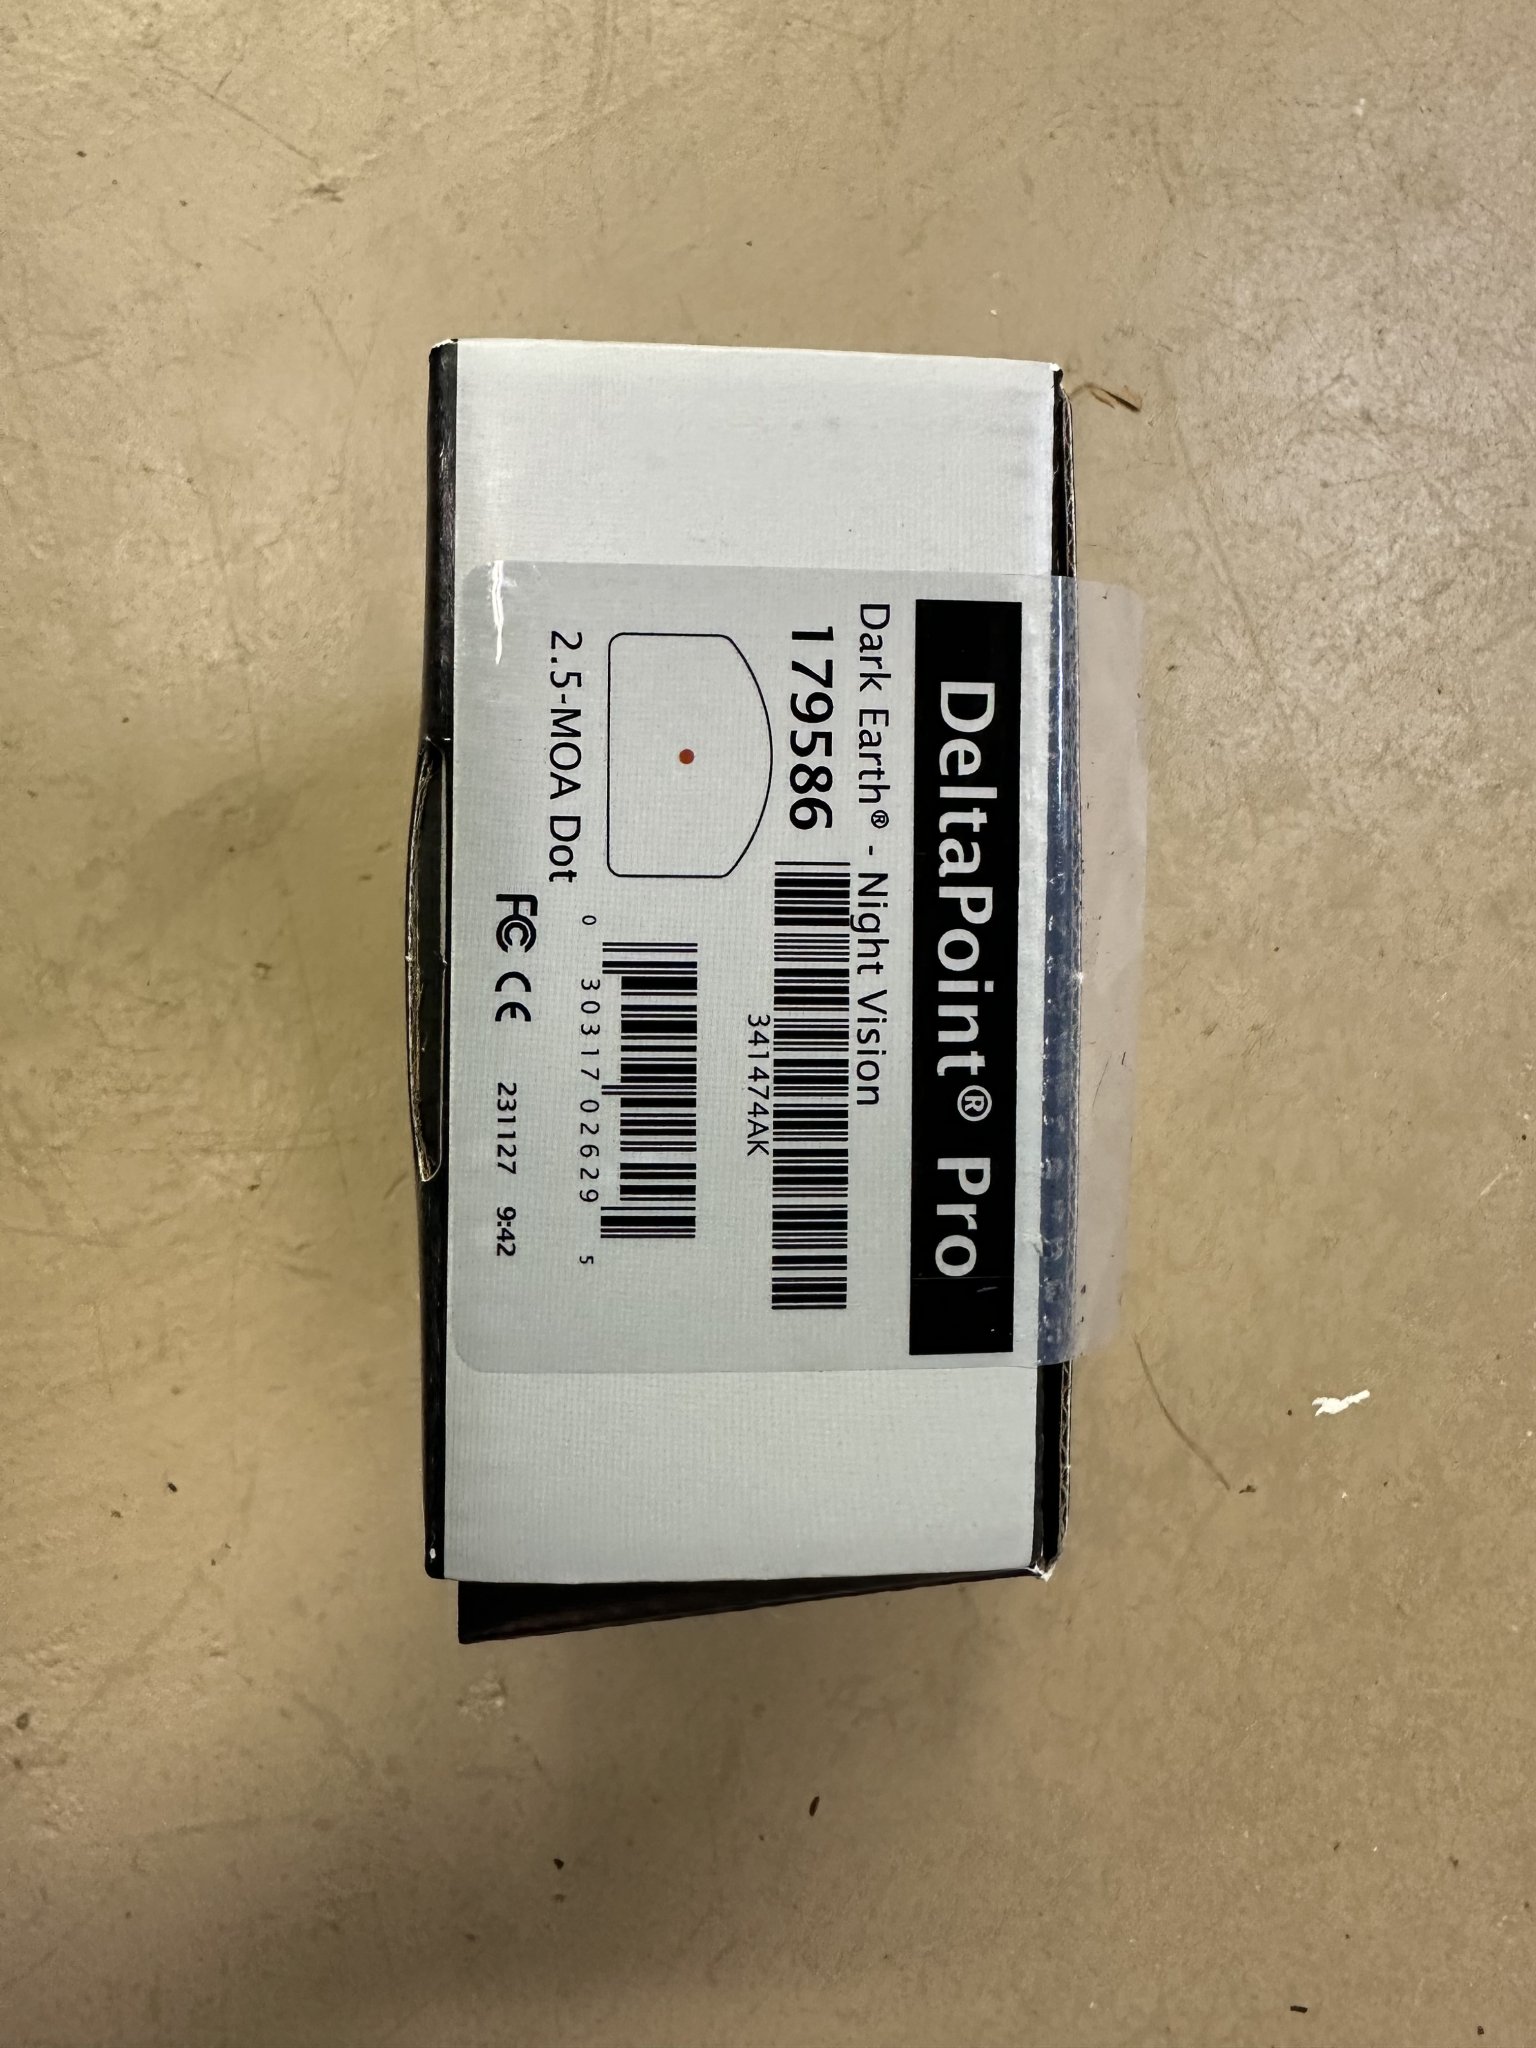 DeltaPoint® Pro
Dark Earth® - Night Vision
179586
341474AK
2.5-MOA Dot
0 30317 02629 5
FC CE 231127 9:42